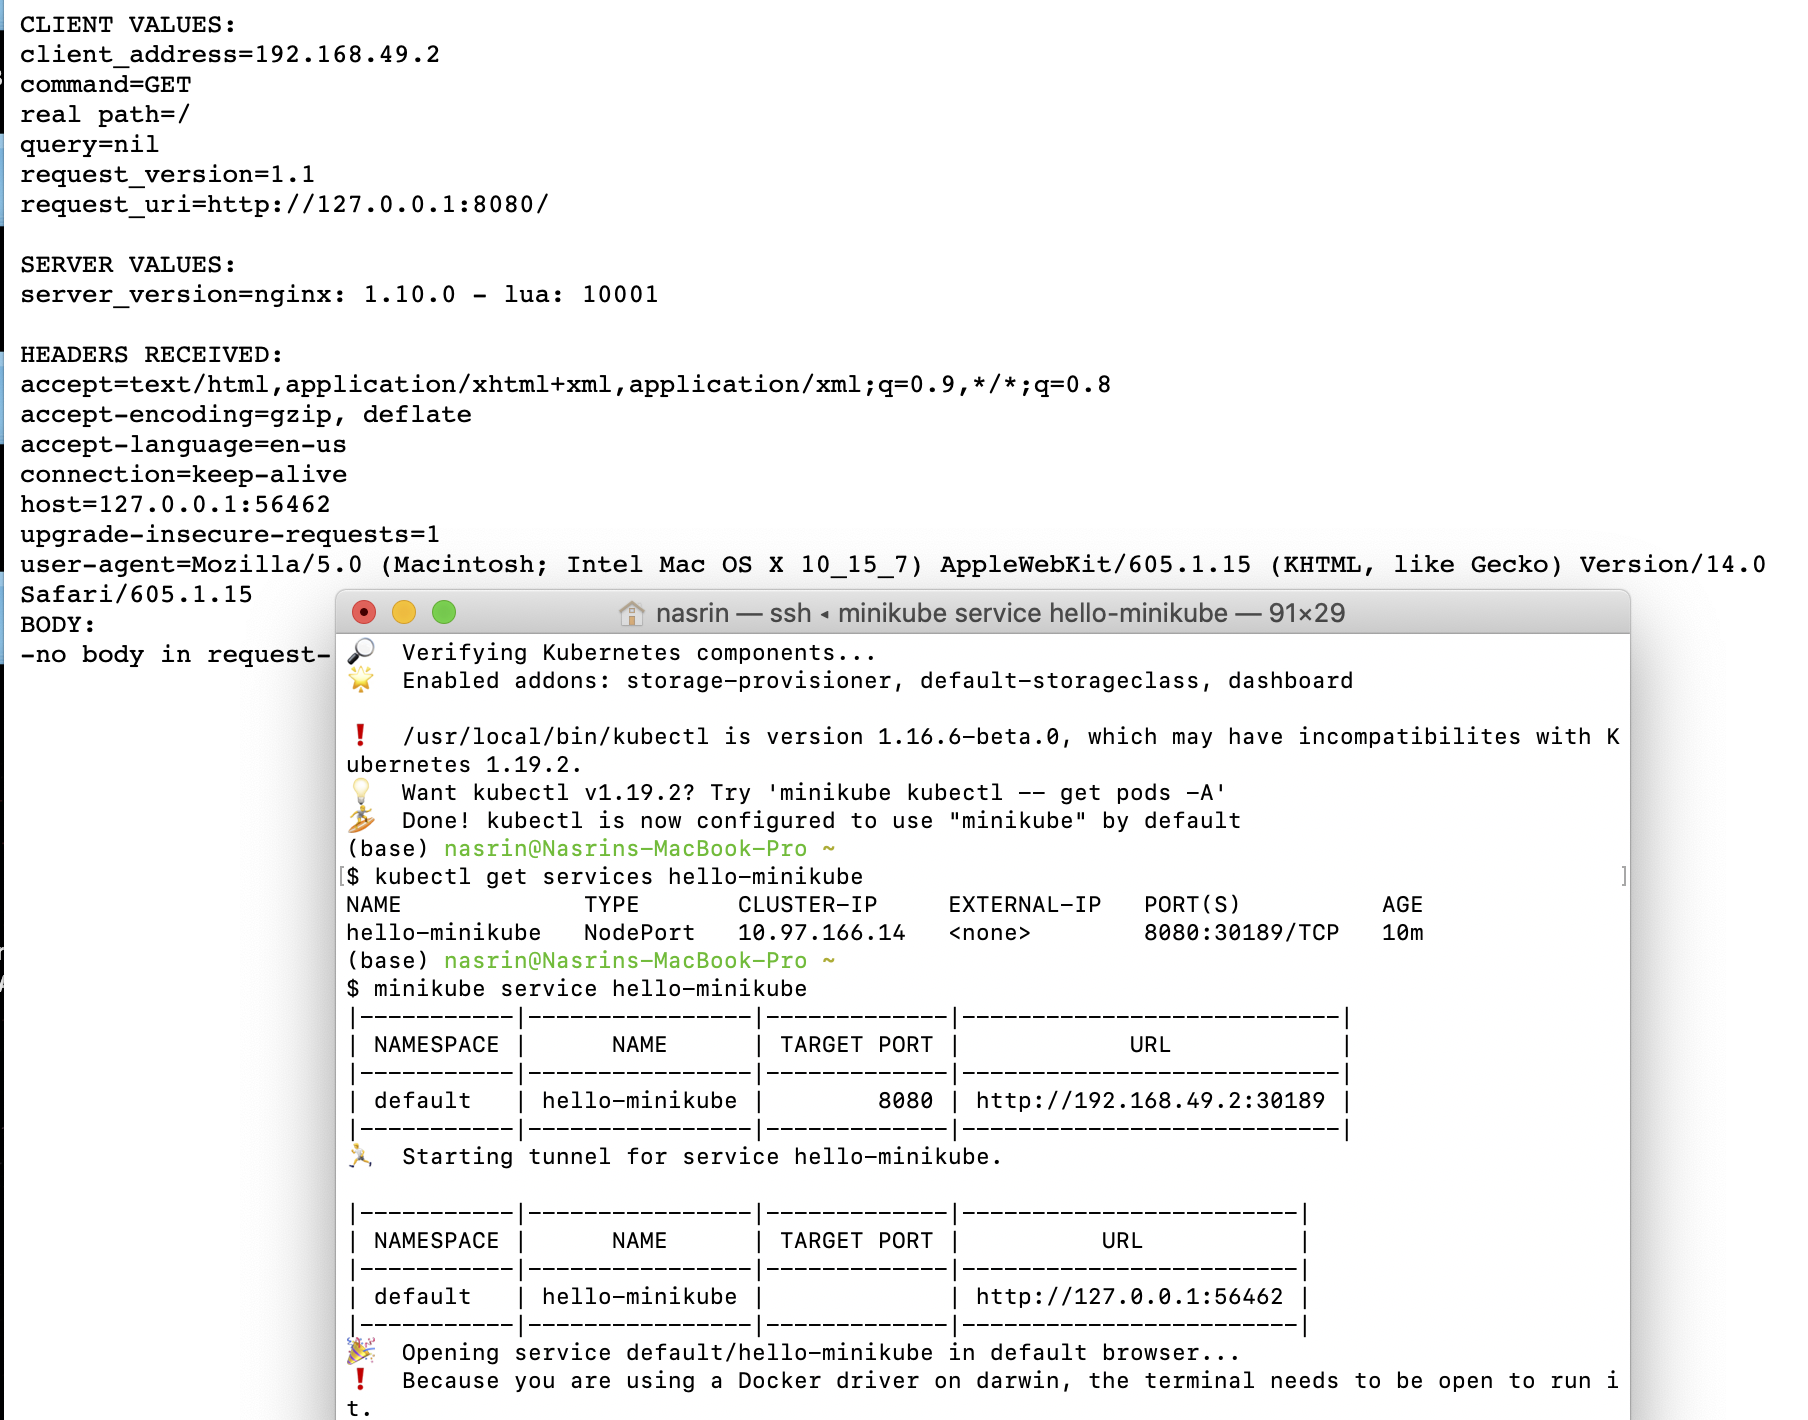 CLIENT VALUES:
client_address=192.168.49.2
command=GET
real path=/
query=nil
request_version=1.1
request_uri=http://127.0.0.1:8080/

SERVER VALUES:
server_version=nginx: 1.10.0 - lua: 10001

HEADERS RECEIVED:
accept=text/html,application/xhtml+xml,application/xml;q=0.9,*/*;q=0.8
accept-encoding=gzip, deflate
accept-language=en-us
connection=keep-alive
host=127.0.0.1:56462
upgrade-insecure-requests=1
user-agent=Mozilla/5.0 (Macintosh; Intel Mac OS X 10_15_7) AppleWebKit/605.1.15 (KHTML, like Gecko) Version/14.0
Safari/605.1.15
BODY:
-no body in request-
nasrin — ssh ◂ minikube service hello-minikube — 91×29
🔎  Verifying Kubernetes components...
🌟  Enabled addons: storage-provisioner, default-storageclass, dashboard

❗  /usr/local/bin/kubectl is version 1.16.6-beta.0, which may have incompatibilites with K
ubernetes 1.19.2.
💡  Want kubectl v1.19.2? Try 'minikube kubectl -- get pods -A'
🏄  Done! kubectl is now configured to use "minikube" by default
(base) nasrin@Nasrins-MacBook-Pro ~
[$ kubectl get services hello-minikube ]
NAME             TYPE       CLUSTER-IP     EXTERNAL-IP   PORT(S)          AGE
hello-minikube   NodePort   10.97.166.14   <none>        8080:30189/TCP   10m
(base) nasrin@Nasrins-MacBook-Pro ~
$ minikube service hello-minikube
|-----------|----------------|-------------|---------------------------|
| NAMESPACE |      NAME      | TARGET PORT |            URL            |
|-----------|----------------|-------------|---------------------------|
| default   | hello-minikube |        8080 | http://192.168.49.2:30189 |
|-----------|----------------|-------------|---------------------------|
🏃  Starting tunnel for service hello-minikube.

|-----------|----------------|-------------|------------------------|
| NAMESPACE |      NAME      | TARGET PORT |          URL           |
|-----------|----------------|-------------|------------------------|
| default   | hello-minikube |             | http://127.0.0.1:56462 |
|-----------|----------------|-------------|------------------------|
🎉  Opening service default/hello-minikube in default browser...
❗  Because you are using a Docker driver on darwin, the terminal needs to be open to run i
t.